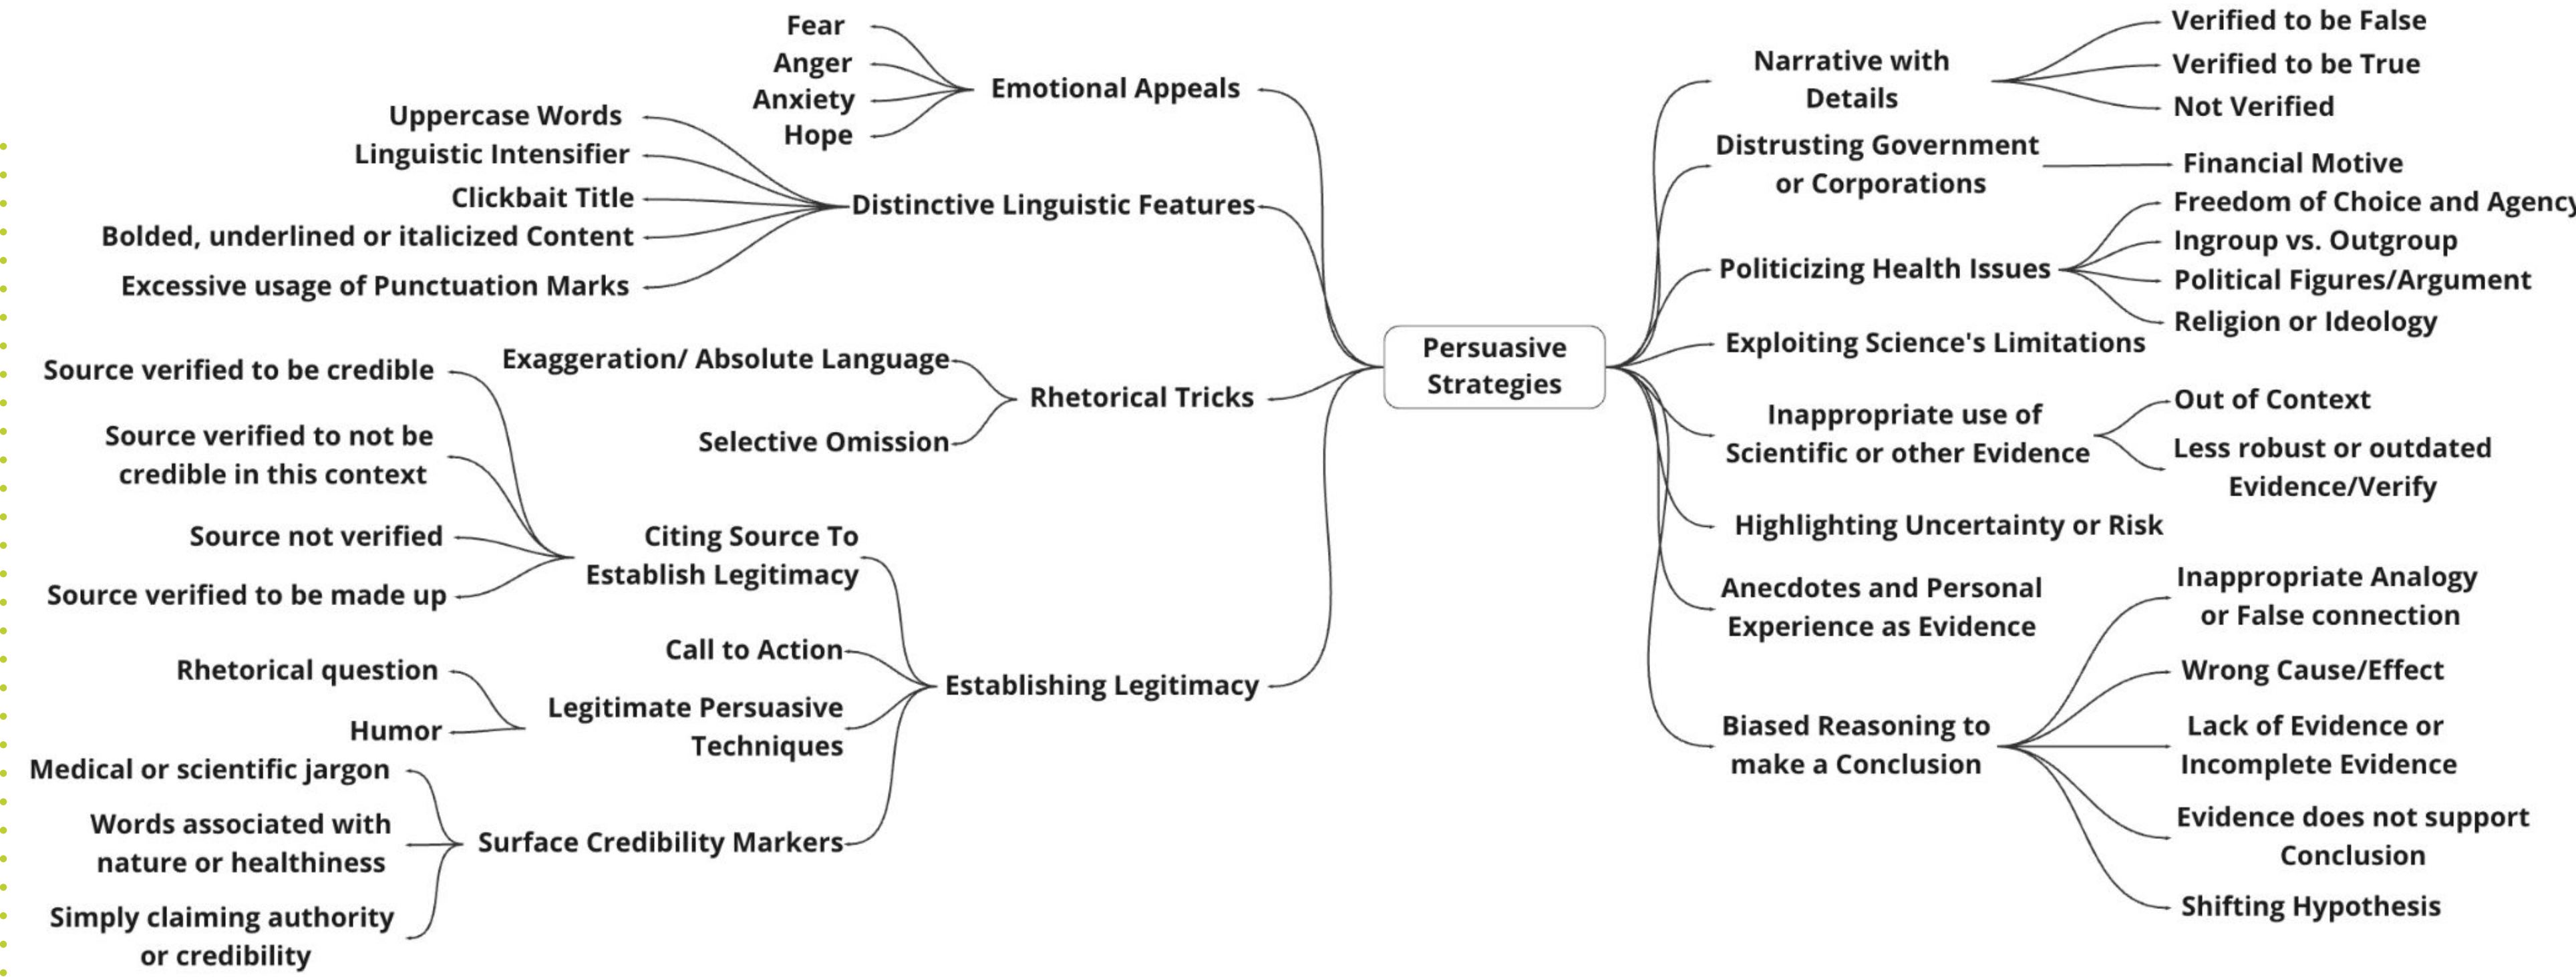 Persuasive
Strategies
Emotional Appeals
Fear
Anger
Anxiety
Hope
Distinctive Linguistic Features
Uppercase Words
Linguistic Intensifier
Clickbait Title
Bolded, underlined or italicized Content
Excessive usage of Punctuation Marks
Rhetorical Tricks
Exaggeration/ Absolute Language
Selective Omission
Establishing Legitimacy
Citing Source To
Establish Legitimacy
Source verified to be credible
Source verified to not be
credible in this context
Source not verified
Source verified to be made up
Call to Action
Legitimate Persuasive
Techniques
Rhetorical question
Humor
Surface Credibility Markers
Medical or scientific jargon
Words associated with
nature or healthiness
Simply claiming authority
or credibility
Narrative with
Details
Verified to be False
Verified to be True
Not Verified
Distrusting Government
or Corporations
Financial Motive
Politicizing Health Issues
Freedom of Choice and Agency
Ingroup vs. Outgroup
Political Figures/Argument
Religion or Ideology
Exploiting Science's Limitations
Inappropriate use of
Scientific or other Evidence
Out of Context
Less robust or outdated
Evidence/Verify
Highlighting Uncertainty or Risk
Anecdotes and Personal
Experience as Evidence
Biased Reasoning to
make a Conclusion
Inappropriate Analogy
or False connection
Wrong Cause/Effect
Lack of Evidence or
Incomplete Evidence
Evidence does not support
Conclusion
Shifting Hypothesis